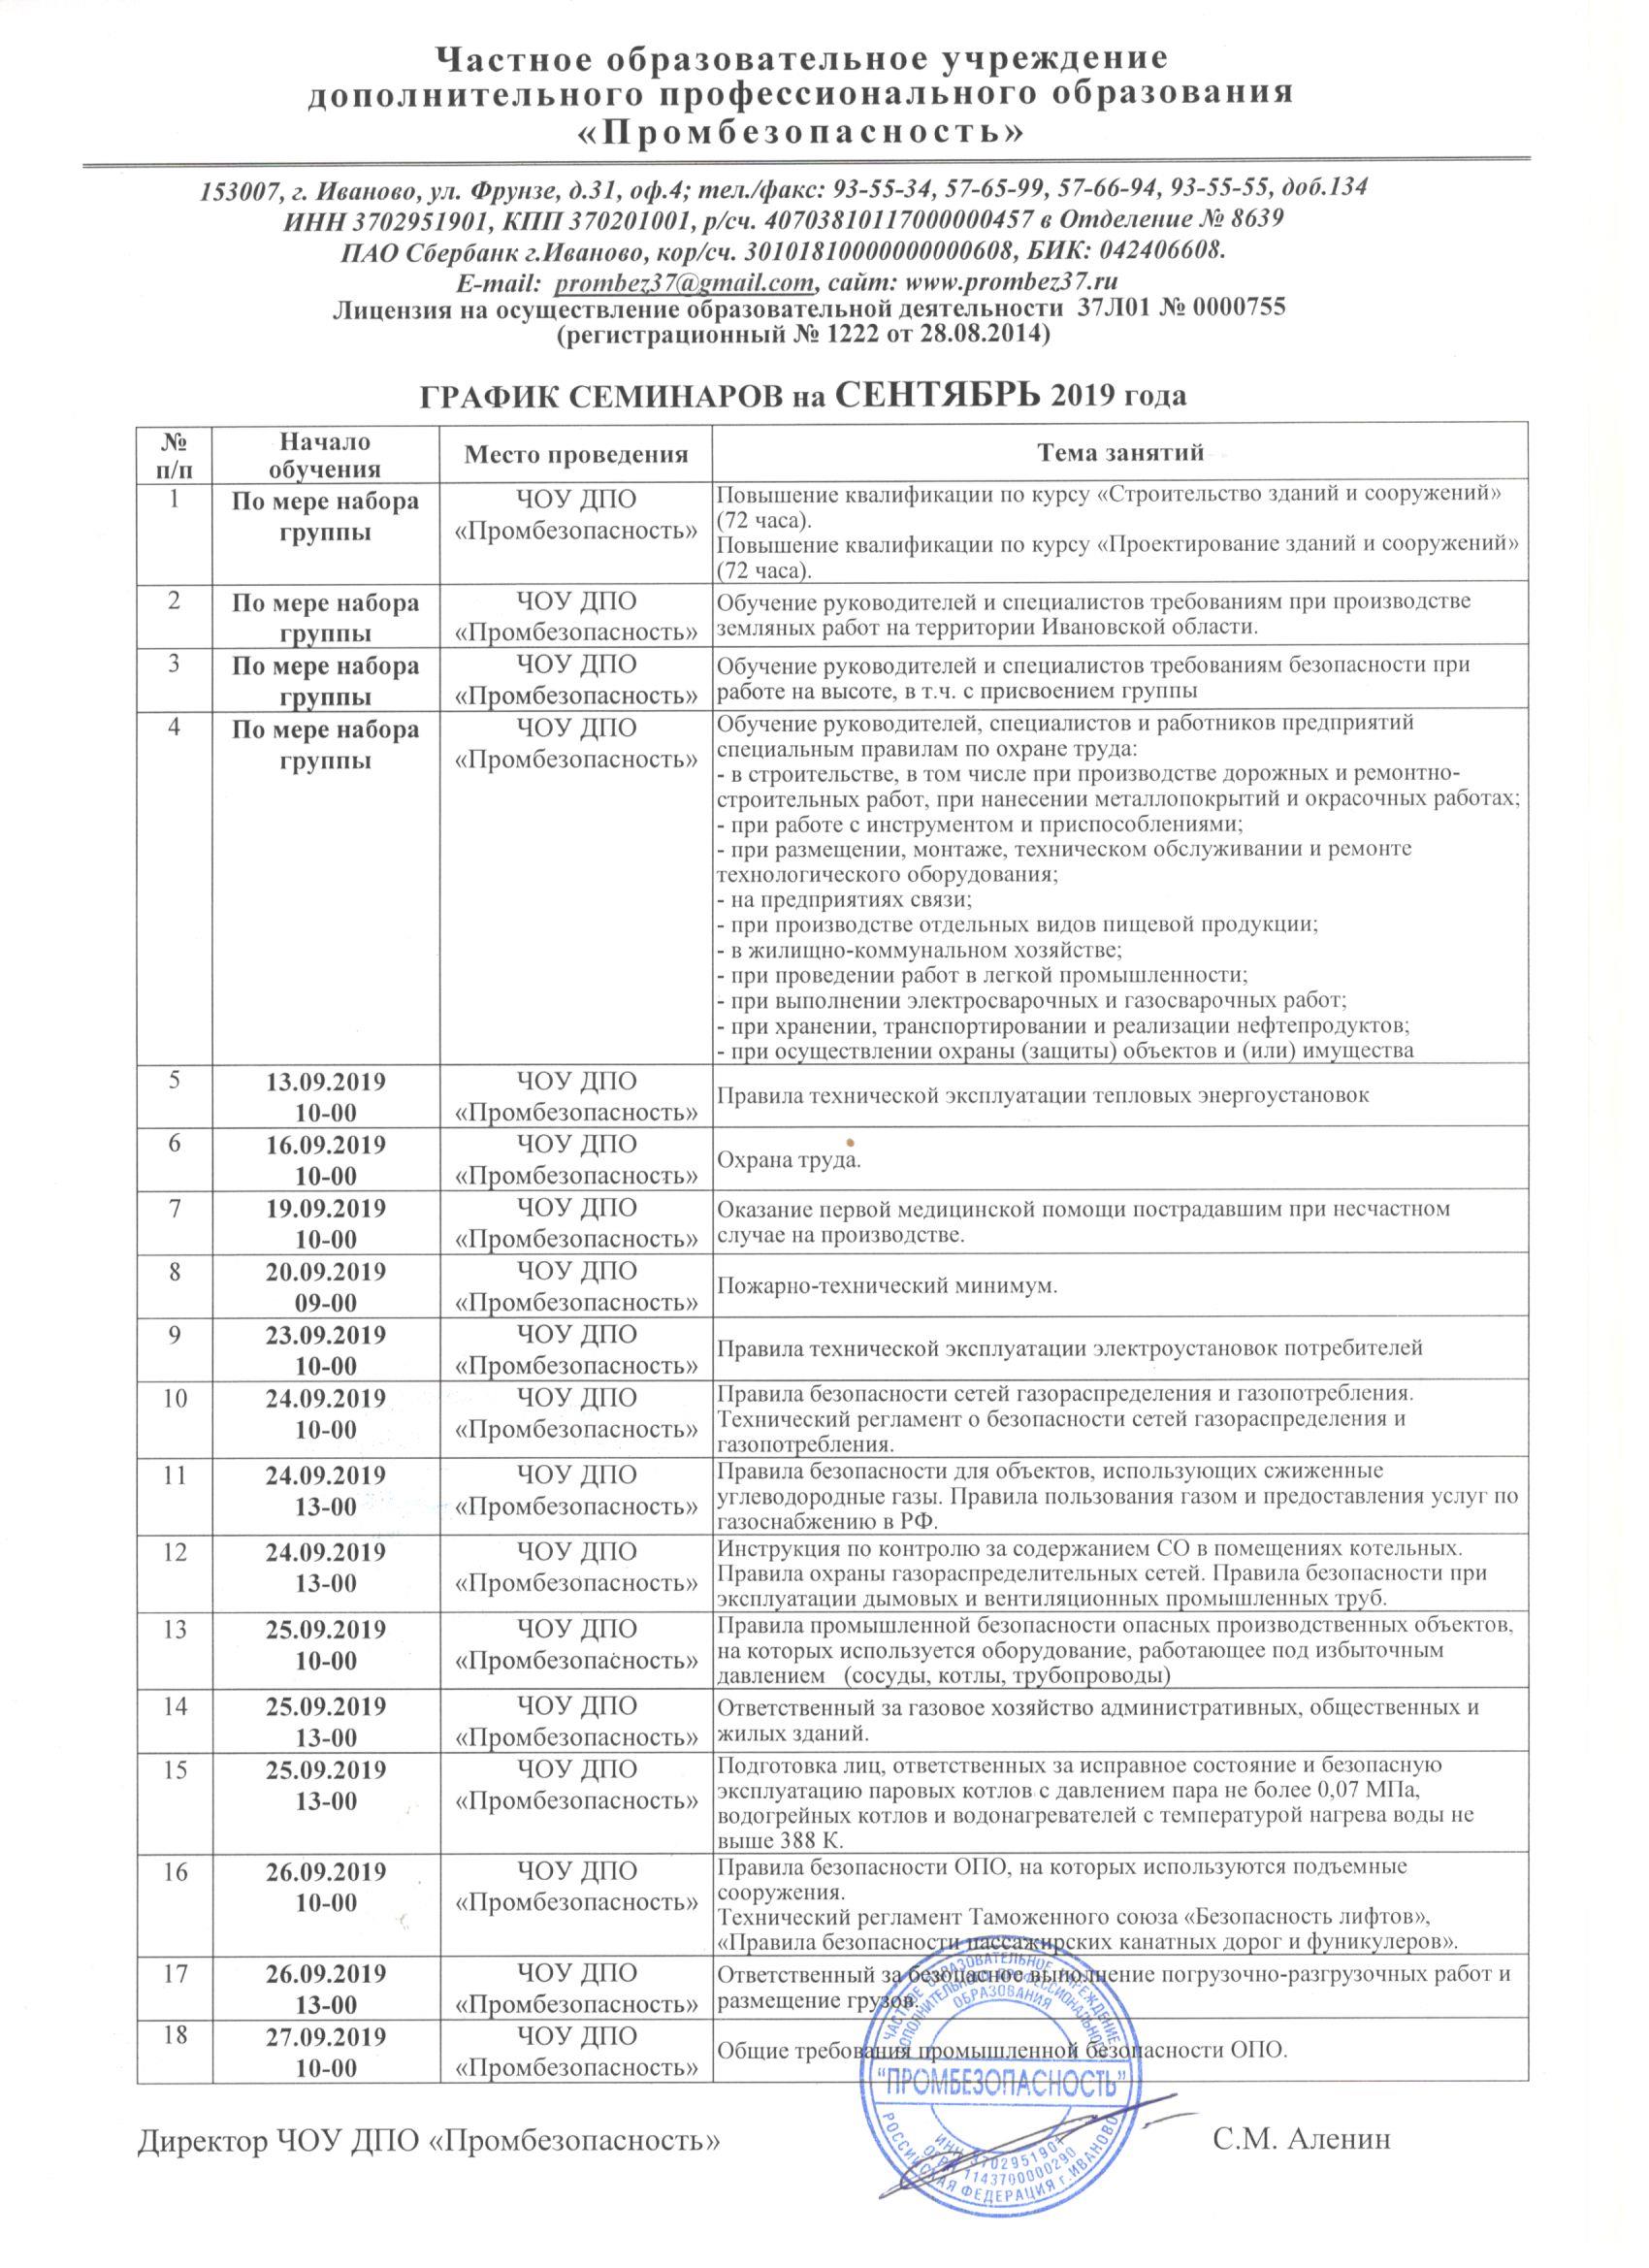 Частное образовательное учреждение
дополнительного профессионального образования
«Промбезопасность»
153007, г. Иваново, ул. Фрунзе, д.31, оф.4; тел./факс: 93-55-34, 57-65-99, 57-66-94, 93-55-55, доб.134
ИНН 3702951901, КПП 370201001, р/сч. 40703810117000000457 в Отделение № 8639
ПАО Сбербанк г.Иваново, кор/сч. 30101810000000000608, БИК: 042406608.
E-mail: prombez37@gmail.com, сайт: www.prombez37.ru
Лицензия на осуществление образовательной деятельности 37Л01 № 0000755
(регистрационный № 1222 от 28.08.2014)
ГРАФИК СЕМИНАРОВ на СЕНТЯБРЬ 2019 года
№ п/п
Начало обучения
Место проведения
Тема занятий
1
По мере набора
группы
ЧОУ ДПО
«Промбезопасность»
Повышение квалификации по курсу «Строительство зданий и сооружений»
(72 часа).
Повышение квалификации по курсу «Проектирование зданий и сооружений»
(72 часа).
2
По мере набора
группы
ЧОУ ДПО
«Промбезопасность»
Обучение руководителей и специалистов требованиям при производстве
земляных работ на территории Ивановской области.
3
По мере набора
группы
ЧОУ ДПО
«Промбезопасность»
Обучение руководителей и специалистов требованиям безопасности при
работе на высоте, в т.ч. с присвоением группы
4
По мере набора
группы
ЧОУ ДПО
«Промбезопасность»
Обучение руководителей, специалистов и работников предприятий
специальным правилам по охране труда:
- в строительстве, в том числе при производстве дорожных и ремонтно-
строительных работ, при нанесении металлопокрытий и окрасочных работах;
- при работе с инструментом и приспособлениями;
- при размещении, монтаже, техническом обслуживании и ремонте
технологического оборудования;
- на предприятиях связи;
- при производстве отдельных видов пищевой продукции;
- в жилищно-коммунальном хозяйстве;
- при проведении работ в легкой промышленности;
- при выполнении электросварочных и газосварочных работ;
- при хранении, транспортировании и реализации нефтепродуктов;
- при осуществлении охраны (защиты) объектов и (или) имущества
5
13.09.2019
10-00
ЧОУ ДПО
«Промбезопасность»
Правила технической эксплуатации тепловых энергоустановок
6
16.09.2019
10-00
ЧОУ ДПО
«Промбезопасность»
Охрана труда.
7
19.09.2019
10-00
ЧОУ ДПО
«Промбезопасность»
Оказание первой медицинской помощи пострадавшим при несчастном
случае на производстве.
8
20.09.2019
09-00
ЧОУ ДПО
«Промбезопасность»
Пожарно-технический минимум.
9
23.09.2019
10-00
ЧОУ ДПО
«Промбезопасность»
Правила технической эксплуатации электроустановок потребителей
10
24.09.2019
10-00
ЧОУ ДПО
«Промбезопасность»
Правила безопасности сетей газораспределения и газопотребления.
Технический регламент о безопасности сетей газораспределения и
газопотребления.
11
24.09.2019
13-00
ЧОУ ДПО
«Промбезопасность»
Правила безопасности для объектов, использующих сжиженные
углеводородные газы. Правила пользования газом и предоставления услуг по
газоснабжению в РФ.
12
24.09.2019
13-00
ЧОУ ДПО
«Промбезопасность»
Инструкция по контролю за содержанием СО в помещениях котельных.
Правила охраны газораспределительных сетей. Правила безопасности при
эксплуатации дымовых и вентиляционных промышленных труб.
13
25.09.2019
10-00
ЧОУ ДПО
«Промбезопасность»
Правила промышленной безопасности опасных производственных объектов,
на которых используется оборудование, работающее под избыточным
давлением (сосуды, котлы, трубопроводы)
14
25.09.2019
13-00
ЧОУ ДПО
«Промбезопасность»
Ответственный за газовое хозяйство административных, общественных и
жилых зданий.
15
25.09.2019
13-00
ЧОУ ДПО
«Промбезопасность»
Подготовка лиц, ответственных за исправное состояние и безопасную
эксплуатацию паровых котлов с давлением пара не более 0,07 МПа,
водогрейных котлов и водонагревателей с температурой нагрева воды не
выше 388 К.
16
26.09.2019
10-00
ЧОУ ДПО
«Промбезопасность»
Правила безопасности ОПО, на которых используются подъемные
сооружения.
Технический регламент Таможенного союза «Безопасность лифтов»,
«Правила безопасности пассажирских канатных дорог и фуникулеров».
17
26.09.2019
13-00
ЧОУ ДПО
«Промбезопасность»
Ответственный за безопасное выполнение погрузочно-разгрузочных работ и
размещение грузов.
18
27.09.2019
10-00
ЧОУ ДПО
«Промбезопасность»
Общие требования промышленной безопасности ОПО.
Директор ЧОУ ДПО «Промбезопасность»
С.М. Аленин
ЧАСТНОЕ ОБРАЗОВАТЕЛЬНОЕ УЧРЕЖДЕНИЕ
ДОПОЛНИТЕЛЬНОГО ПРОФЕССИОНАЛЬНОГО
ОБРАЗОВАНИЯ
"ПРОМБЕЗОПАСНОСТЬ"
ИНН 3702951901
ОГРН 1143700000290
РОССИЙСКАЯ ФЕДЕРАЦИЯ г.ИВАНОВО